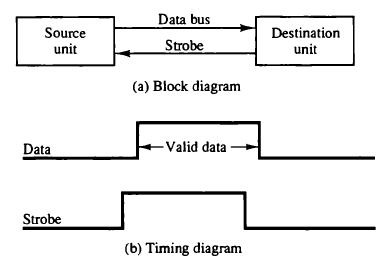 Source unit
Data bus
Strobe
Destination unit
(a) Block diagram
Data
Valid data
Strobe
(b) Timing diagram